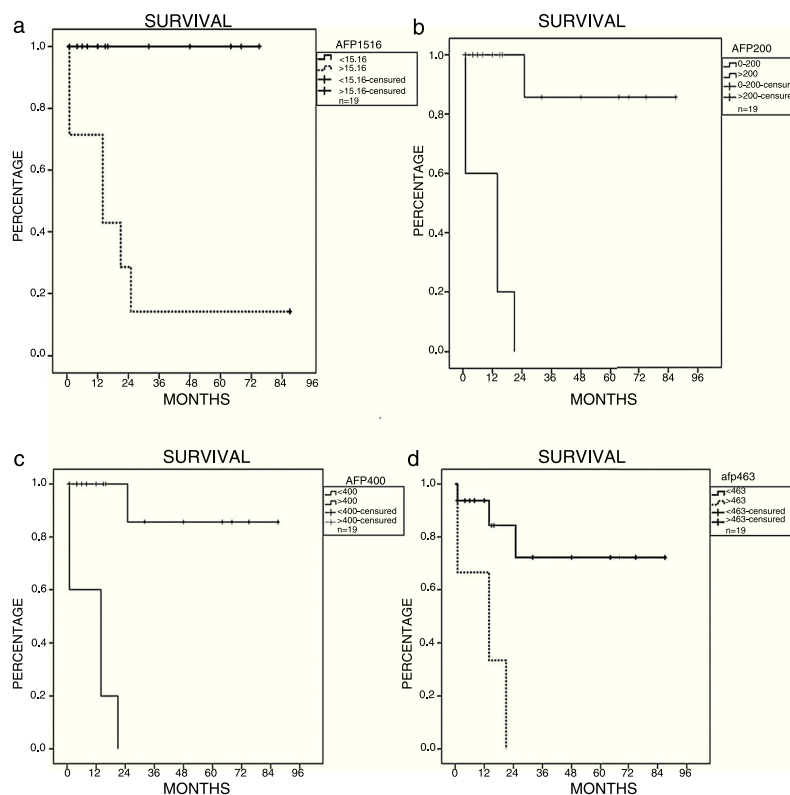 a
SURVIVAL
AFP1516
<15.16
>15.16
<15.16-censured
>15.16-censured
n=19
1.0
0.8
0.6
0.4
0.2
0.0
PERCENTAGE
0 12 24 36 48 60 72 84 96
MONTHS
b
SURVIVAL
AFP200
0-200
>200
0-200-censure
>200-censure
n=19
1.0
0.8
0.6
0.4
0.2
0.0
PERCENTAGE
0 12 24 36 48 60 72 84 96
MONTHS
c
SURVIVAL
AFP400
<400
>400
<400-censured
>400-censured
n=19
1.0
0.8
0.6
0.4
0.2
0.0
PERCENTAGE
0 12 24 36 48 60 72 84 96
MONTHS
d
SURVIVAL
afp463
<463
>463
<463-censured
>463-censured
n=19
1.0
0.8
0.6
0.4
0.2
0.0
PERCENTAGE
0 12 24 36 48 60 72 84 96
MONTHS